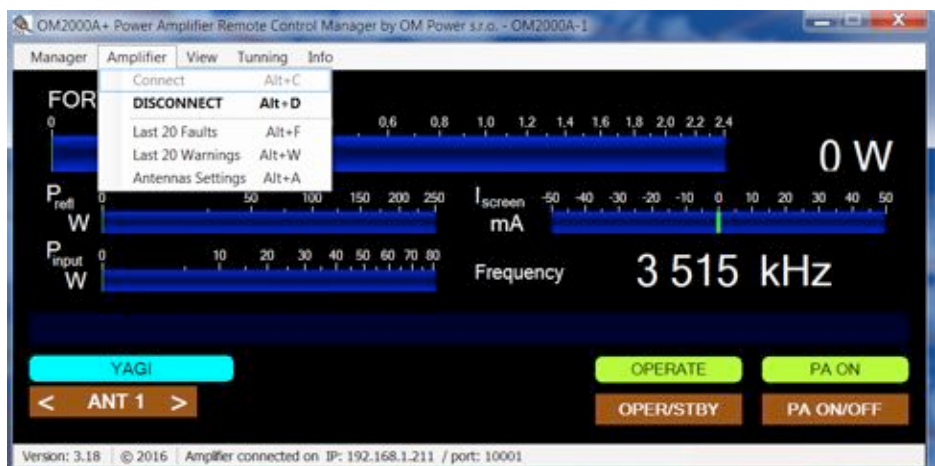 OM2000A+ Power Amplifier Remote Control Manager by OM Power s.r.o. - OM2000A-1
Manager Amplifier View Tunning Info
Connect Alt+C
DISCONNECT Alt+D
Last 20 Faults Alt+F
Last 20 Warnings Alt+W
Antennas Settings Alt+A
FOR
0 0,6 0,8 1,0 1,2 1,4 1,6 1,8 2,0 2,2 2,4
0 W
Prefl W
0 50 100 150 200 250
Iscreen mA
-50 -40 -30 -20 -10 0 10 20 30 40 50
Pinput W
0 10 20 30 40 50 60 70 80
Frequency 3 515 kHz
YAGI OPERATE PA ON
< ANT 1 > OPER/STBY PA ON/OFF
Version: 3.18 © 2016 Amplifier connected on IP: 192.168.1.211 / port: 10001